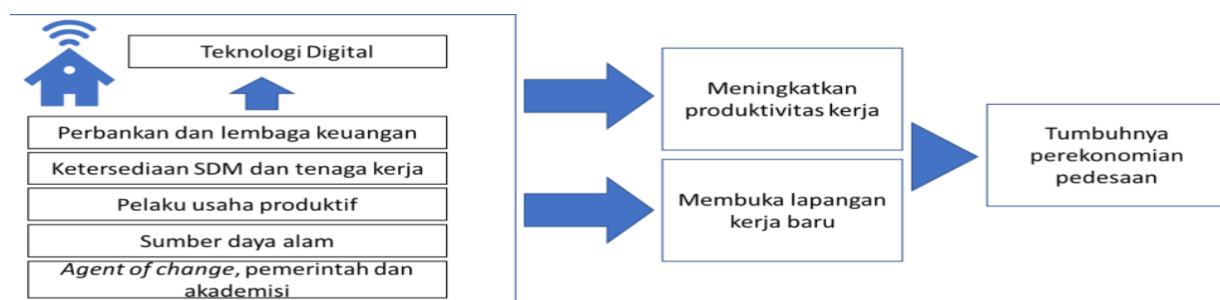 Teknologi Digital
Perbankan dan lembaga keuangan
Ketersediaan SDM dan tenaga kerja
Pelaku usaha produktif
Sumber daya alam
Agent of change, pemerintah dan
akademisi
Meningkatkan
produktivitas kerja
Membuka lapangan
kerja baru
Tumbuhnya
perekonomian
pedesaan